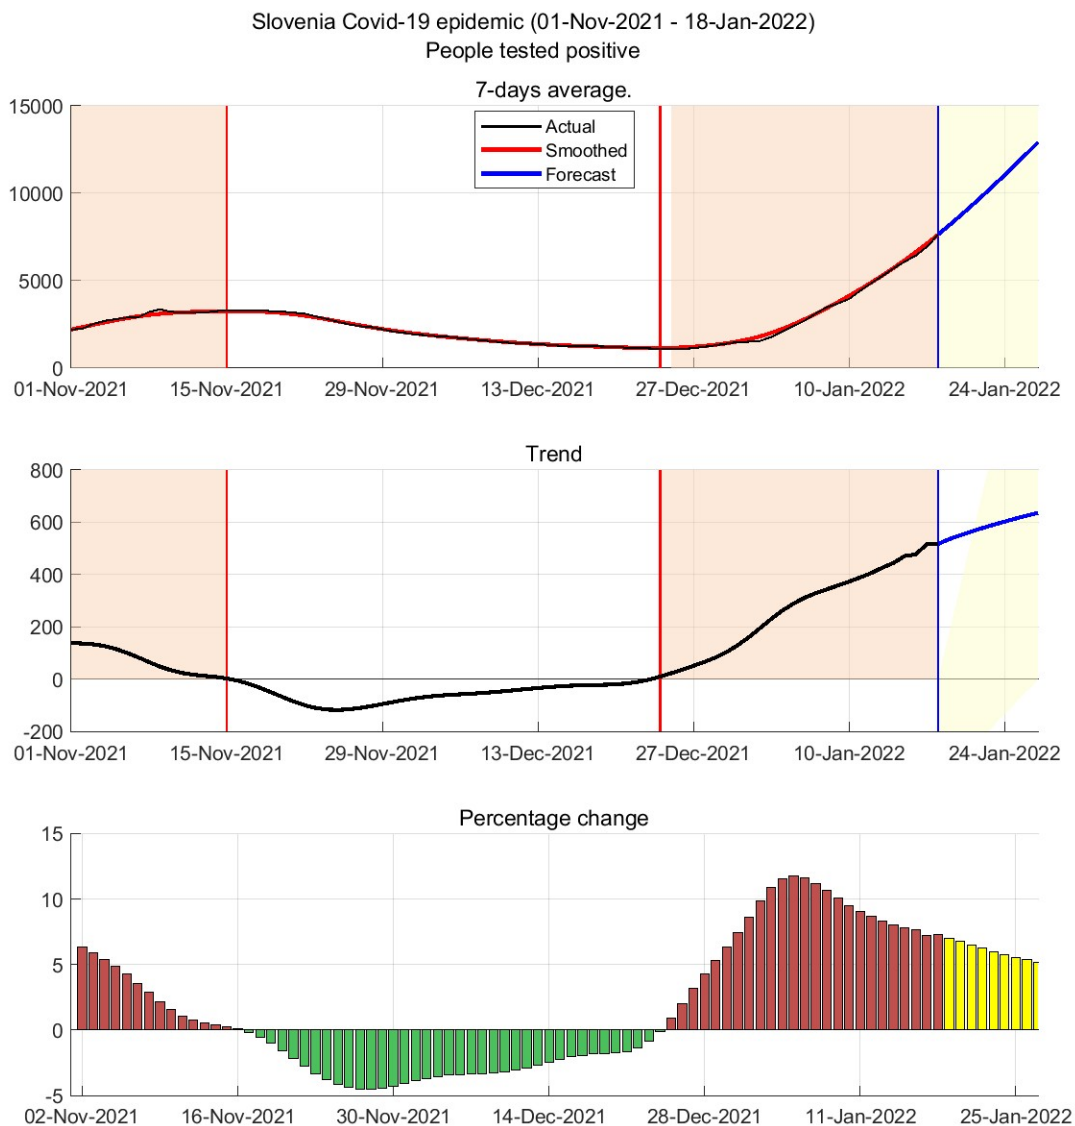 Slovenia Covid-19 epidemic (01-Nov-2021 - 18-Jan-2022)
People tested positive
7-days average.
15000
10000
5000
0
Actual
Smoothed
Forecast
01-Nov-2021 15-Nov-2021 29-Nov-2021 13-Dec-2021 27-Dec-2021 10-Jan-2022 24-Jan-2022
Trend
800
600
400
200
0
-200
01-Nov-2021 15-Nov-2021 29-Nov-2021 13-Dec-2021 27-Dec-2021 10-Jan-2022 24-Jan-2022
Percentage change
15
10
5
0
-5
02-Nov-2021 16-Nov-2021 30-Nov-2021 14-Dec-2021 28-Dec-2021 11-Jan-2022 25-Jan-2022